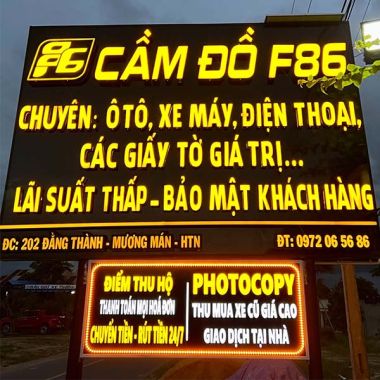 F86 CẦM ĐỒ F86
CHUYÊN: Ô TÔ, XE MÁY, ĐIỆN THOẠI,
CÁC GIẤY TỜ GIÁ TRỊ...
LÃI SUẤT THẤP - BẢO MẬT KHÁCH HÀNG
ĐC: 202 ĐẶNG THÀNH - MƯƠNG MÁN - HTN ĐT: 0972 06 56 86
ĐIỂM THU HỘ
THANH TOÁN MỌI HOÁ ĐƠN
CHUYỂN TIỀN - RÚT TIỀN 24/7
PHOTOCOPY
THU MUA XE CŨ GIÁ CAO
GIAO DỊCH TẠI NHÀ